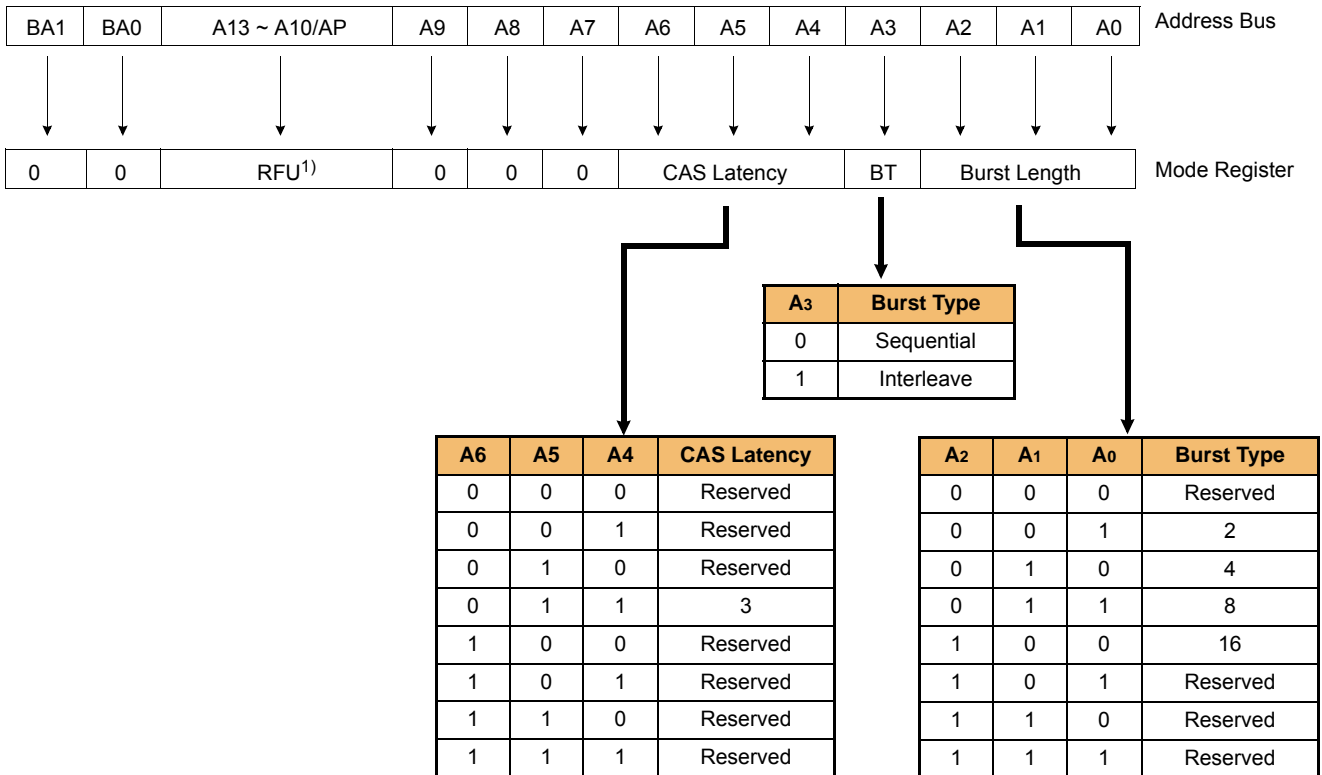 BA1 BA0 A13 ~ A10/AP A9 A8 A7 A6 A5 A4 A3 A2 A1 A0 Address Bus
0 0 RFU1) 0 0 0 CAS Latency BT Burst Length Mode Register
A3 Burst Type
0 Sequential
1 Interleave
A6 A5 A4 CAS Latency
0 0 0 Reserved
0 0 1 Reserved
0 1 0 Reserved
0 1 1 3
1 0 0 Reserved
1 0 1 Reserved
1 1 0 Reserved
1 1 1 Reserved
A2 A1 A0 Burst Type
0 0 0 Reserved
0 0 1 2
0 1 0 4
0 1 1 8
1 0 0 16
1 0 1 Reserved
1 1 0 Reserved
1 1 1 Reserved